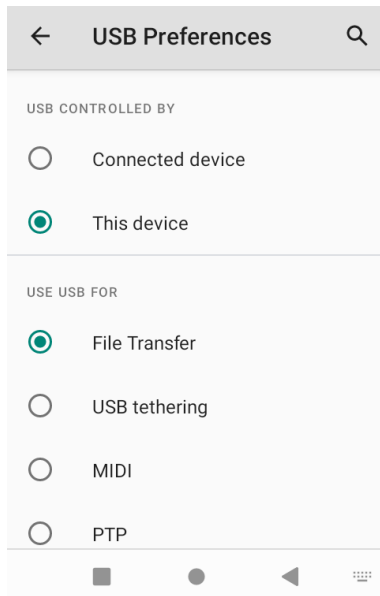 USB Preferences
USB CONTROLLED BY
Connected device
This device
USE USB FOR
File Transfer
USB tethering
MIDI
PTP